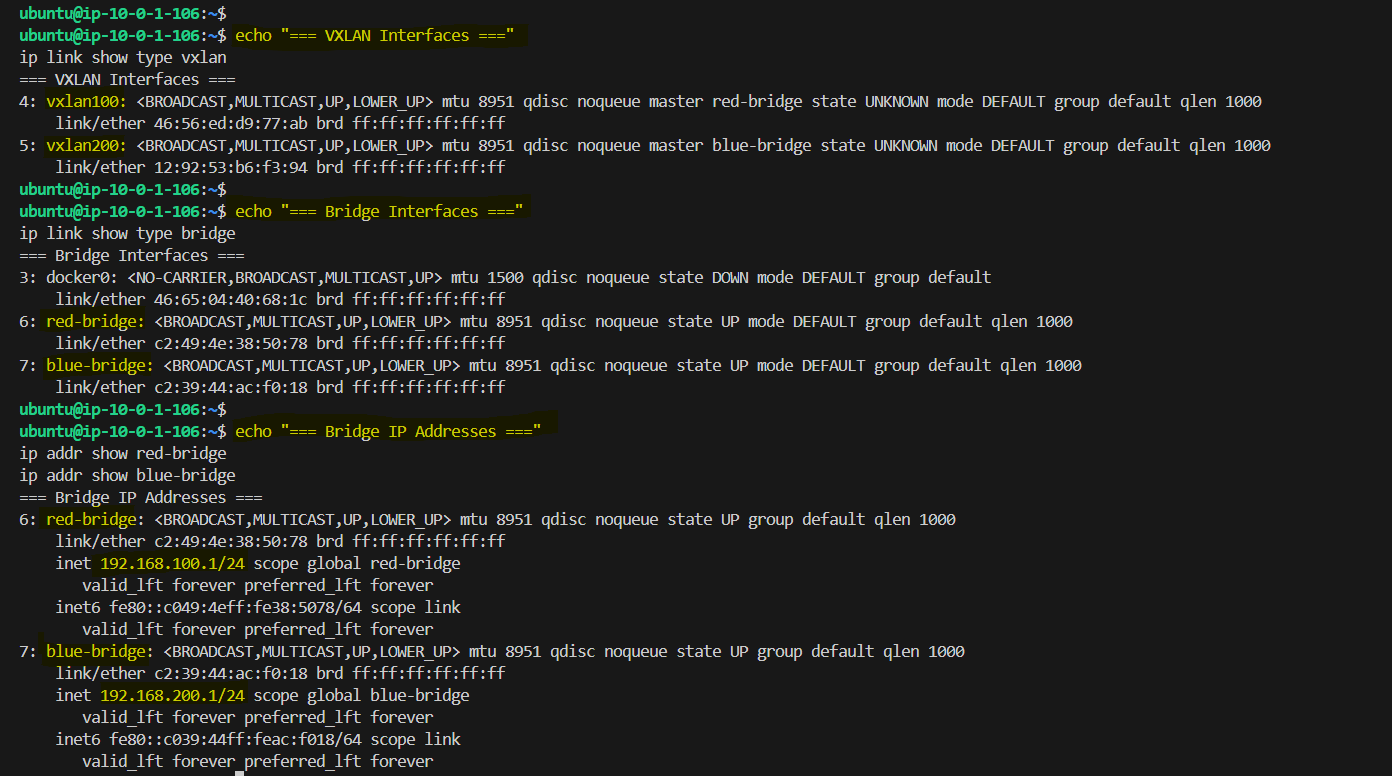 ubuntu@ip-10-0-1-106:~$
ubuntu@ip-10-0-1-106:~$ echo "=== VXLAN Interfaces ==="
ip link show type vxlan
=== VXLAN Interfaces ===
4: vxlan100: <BROADCAST,MULTICAST,UP,LOWER_UP> mtu 8951 qdisc noqueue master red-bridge state UNKNOWN mode DEFAULT group default qlen 1000
    link/ether 46:56:ed:d9:77:ab brd ff:ff:ff:ff:ff:ff
5: vxlan200: <BROADCAST,MULTICAST,UP,LOWER_UP> mtu 8951 qdisc noqueue master blue-bridge state UNKNOWN mode DEFAULT group default qlen 1000
    link/ether 12:92:53:b6:f3:94 brd ff:ff:ff:ff:ff:ff
ubuntu@ip-10-0-1-106:~$
ubuntu@ip-10-0-1-106:~$ echo "=== Bridge Interfaces ==="
ip link show type bridge
=== Bridge Interfaces ===
3: docker0: <NO-CARRIER,BROADCAST,MULTICAST,UP> mtu 1500 qdisc noqueue state DOWN mode DEFAULT group default
    link/ether 46:65:04:40:68:1c brd ff:ff:ff:ff:ff:ff
6: red-bridge: <BROADCAST,MULTICAST,UP,LOWER_UP> mtu 8951 qdisc noqueue state UP mode DEFAULT group default qlen 1000
    link/ether c2:49:4e:38:50:78 brd ff:ff:ff:ff:ff:ff
7: blue-bridge: <BROADCAST,MULTICAST,UP,LOWER_UP> mtu 8951 qdisc noqueue state UP mode DEFAULT group default qlen 1000
    link/ether c2:39:44:ac:f0:18 brd ff:ff:ff:ff:ff:ff
ubuntu@ip-10-0-1-106:~$
ubuntu@ip-10-0-1-106:~$ echo "=== Bridge IP Addresses ==="
ip addr show red-bridge
ip addr show blue-bridge
=== Bridge IP Addresses ===
6: red-bridge: <BROADCAST,MULTICAST,UP,LOWER_UP> mtu 8951 qdisc noqueue state UP group default qlen 1000
    link/ether c2:49:4e:38:50:78 brd ff:ff:ff:ff:ff:ff
    inet 192.168.100.1/24 scope global red-bridge
       valid_lft forever preferred_lft forever
    inet6 fe80::c049:4eff:fe38:5078/64 scope link
       valid_lft forever preferred_lft forever
7: blue-bridge: <BROADCAST,MULTICAST,UP,LOWER_UP> mtu 8951 qdisc noqueue state UP group default qlen 1000
    link/ether c2:39:44:ac:f0:18 brd ff:ff:ff:ff:ff:ff
    inet 192.168.200.1/24 scope global blue-bridge
       valid_lft forever preferred_lft forever
    inet6 fe80::c039:44ff:feac:f018/64 scope link
       valid_lft forever preferred_lft forever